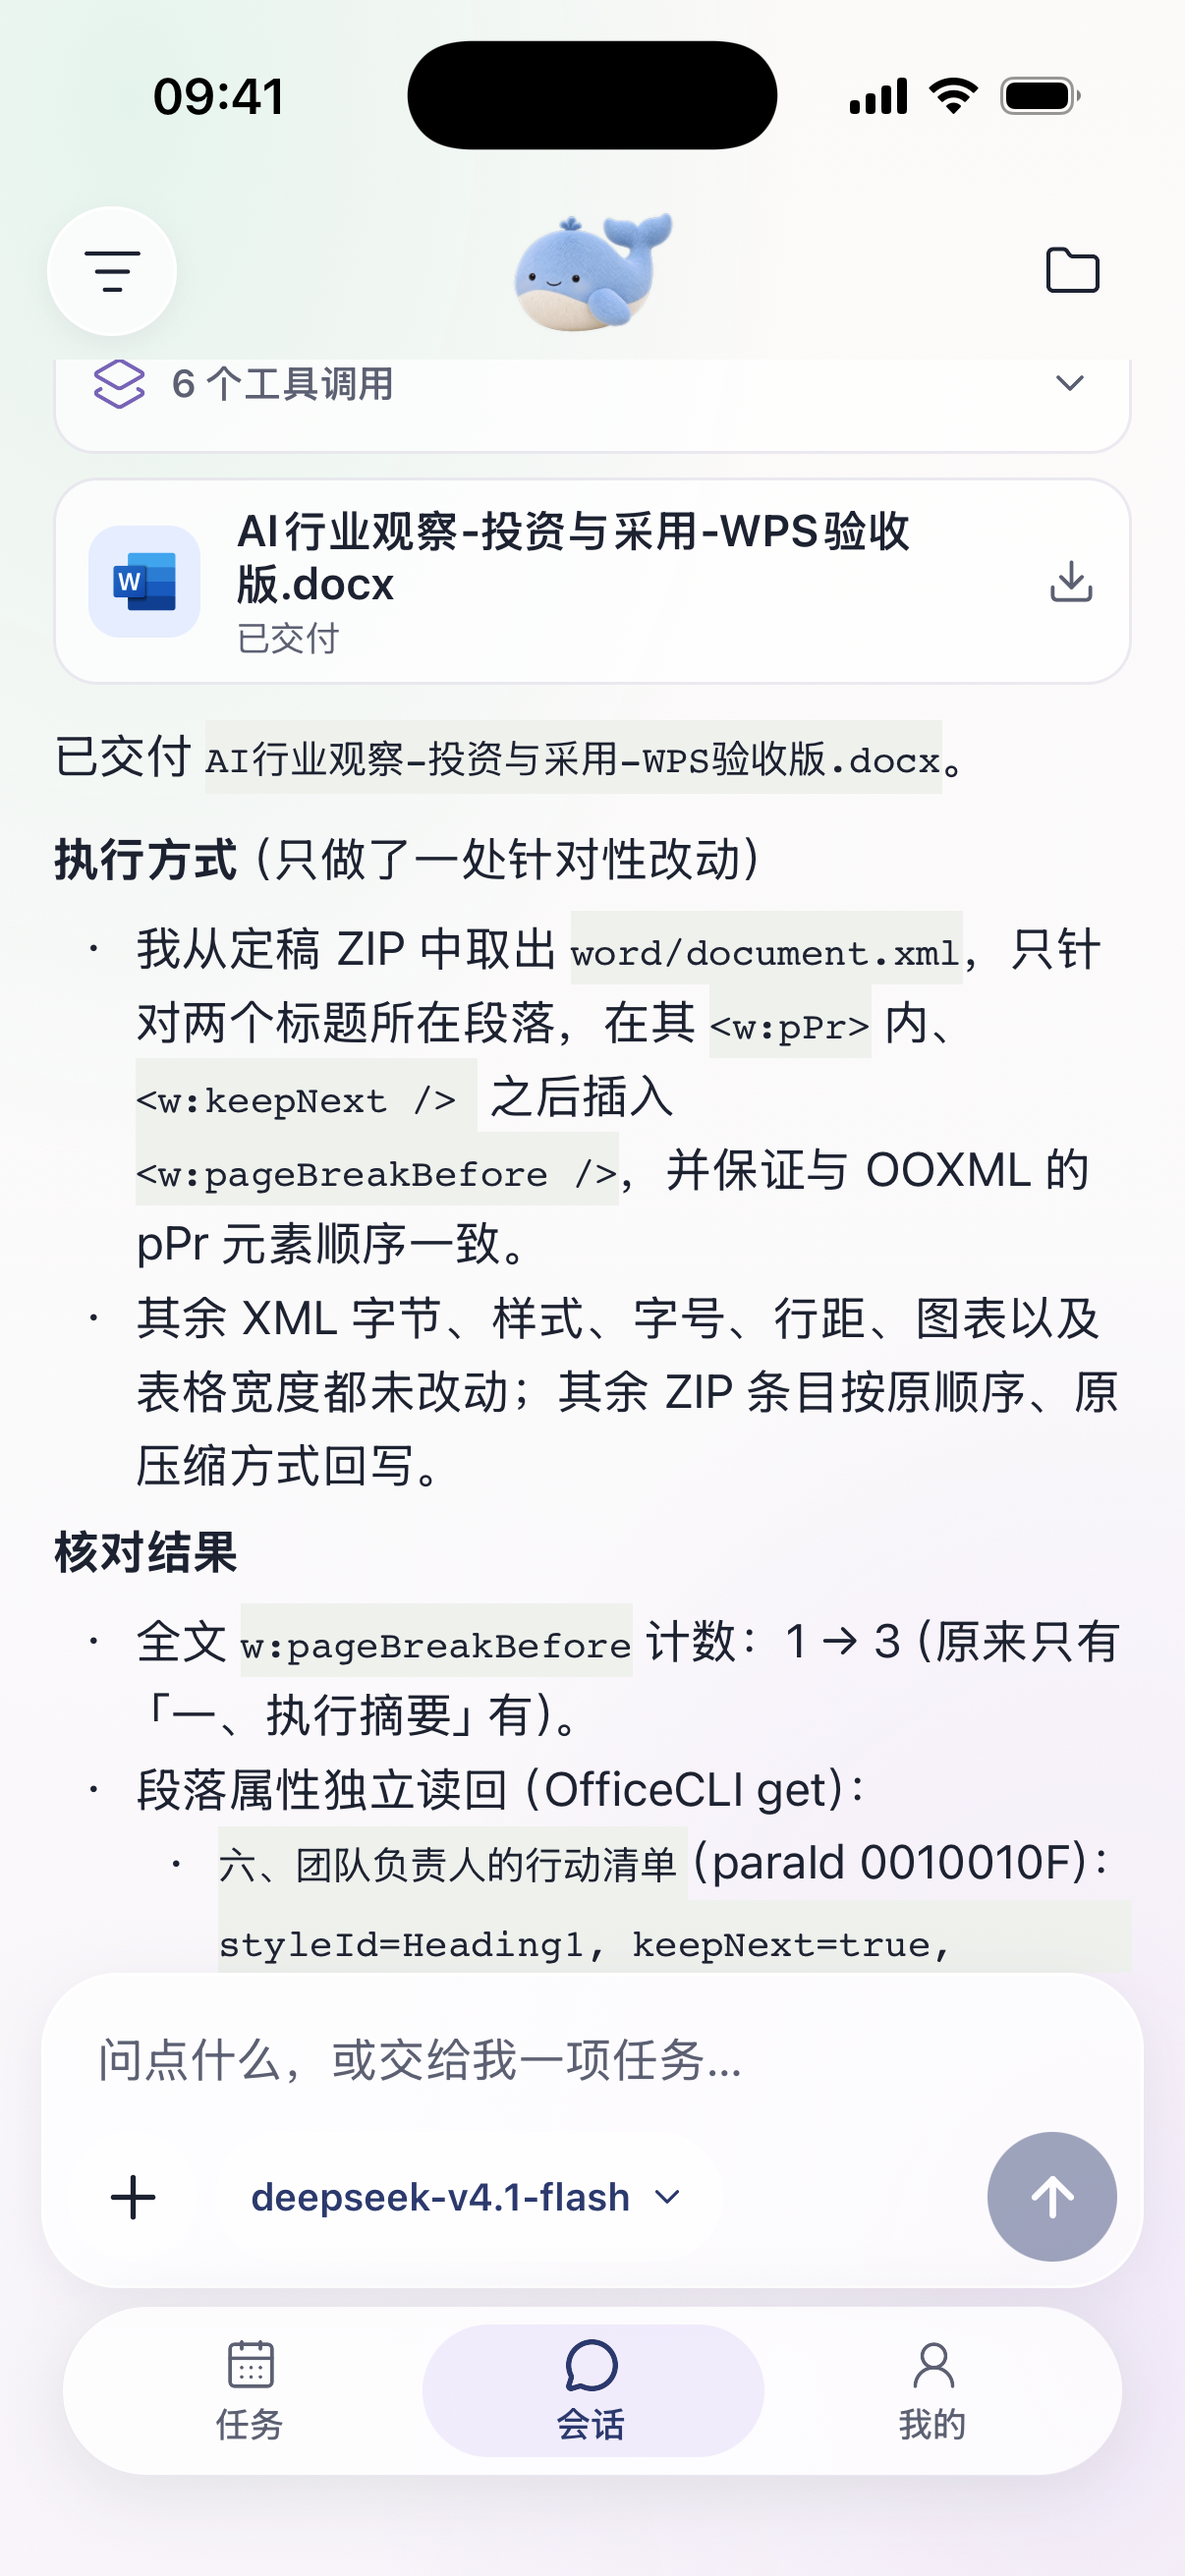 09:41
6 个工具调用
AI行业观察-投资与采用-WPS验收
版.docx
W
已交付
已交付 AI行业观察-投资与采用-WPS验收版.docx。
执行方式（只做了一处针对性改动）
· 我从定稿 ZIP 中取出 word/document.xml，只针
对两个标题所在段落，在其 <w:pPr> 内、
<w:keepNext /> 之后插入
<w:pageBreakBefore />，并保证与 OOXML 的
pPr 元素顺序一致。
· 其余 XML 字节、样式、字号、行距、图表以及
表格宽度都未改动；其余 ZIP 条目按原顺序、原
压缩方式回写。
核对结果
· 全文 w:pageBreakBefore 计数：1 → 3（原来只有
「一、执行摘要」有）。
· 段落属性独立读回（OfficeCLI get）：
· 六、团队负责人的行动清单（paraId 0010010F）：
styleId=Heading1, keepNext=true,
问点什么，或交给我一项任务...
deepseek-v4.1-flash
任务
会话
我的